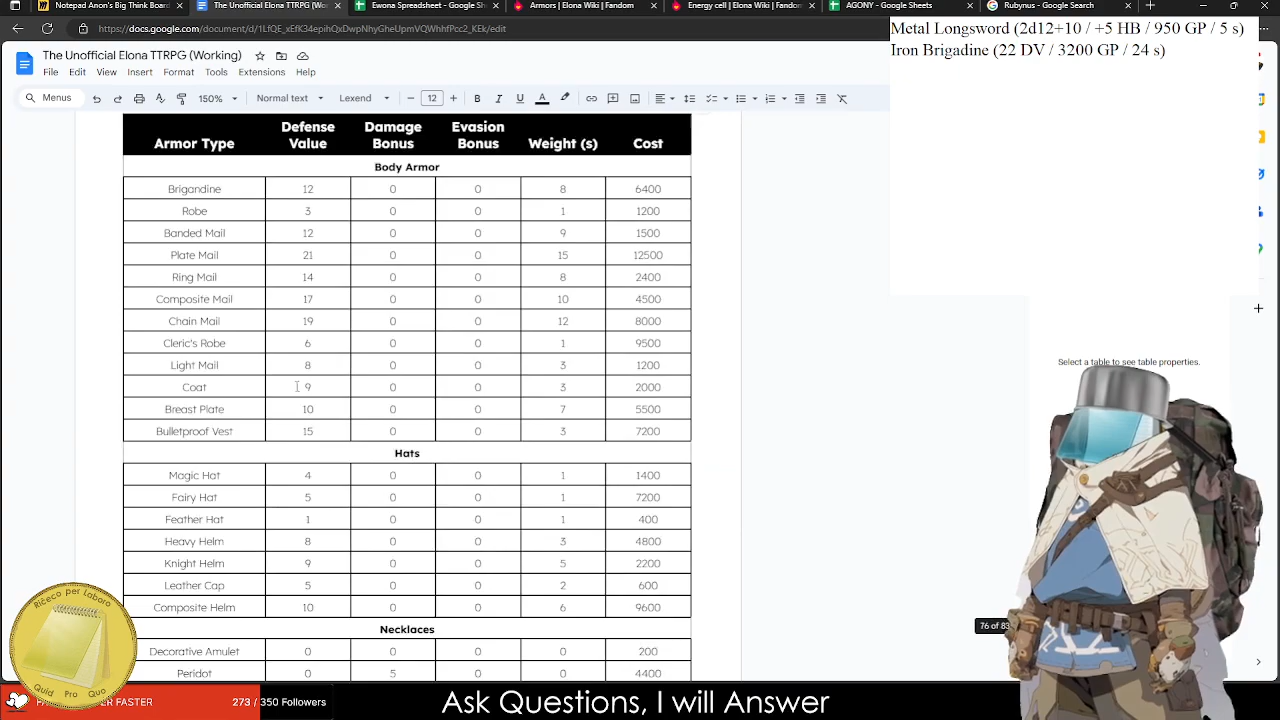 Notepad Anon's Big Think Board
The Unofficial Elona TTRPG (Wor
Ewona Spreadsheet - Google Sh
Armors | Elona Wiki | Fandom
Energy cell | Elona Wiki | Fandom
AGONY - Google Sheets
Rubynus - Google Search
https://docs.google.com/document/d/1LfQE_xEfK34epihQxDwpNhyGheUpmVQWhhfPcc2_KEk/edit
Metal Longsword (2d12+10 / +5 HB / 950 GP / 5 s)
Iron Brigadine (22 DV / 3200 GP / 24 s)
The Unofficial Elona TTRPG (Working)
File Edit View Insert Format Tools Extensions Help
Menus 150% Normal text Lexend 12 B I U A
Armor Type Defense Value Damage Bonus Evasion Bonus Weight (s) Cost
Body Armor
Brigandine 12 0 0 8 6400
Robe 3 0 0 1 1200
Banded Mail 12 0 0 9 1500
Plate Mail 21 0 0 15 12500
Ring Mail 14 0 0 8 2400
Composite Mail 17 0 0 10 4500
Chain Mail 19 0 0 12 8000
Cleric's Robe 6 0 0 1 9500
Light Mail 8 0 0 3 1200
Coat 9 0 0 3 2000
Breast Plate 10 0 0 7 5500
Bulletproof Vest 15 0 0 3 7200
Hats
Magic Hat 4 0 0 1 1400
Fairy Hat 5 0 0 1 7200
Feather Hat 1 0 0 1 400
Heavy Helm 8 0 0 3 4800
Knight Helm 9 0 0 5 2200
Leather Cap 5 0 0 2 600
Composite Helm 10 0 0 6 9600
Necklaces
Decorative Amulet 0 0 0 0 200
Peridot 0 5 0 0 4400
Select a table to see table properties.
76 of 83
Riĉeco per Laboro
Quid Pro Quo
FASTER
273 / 350 Followers
Ask Questions, I will Answer